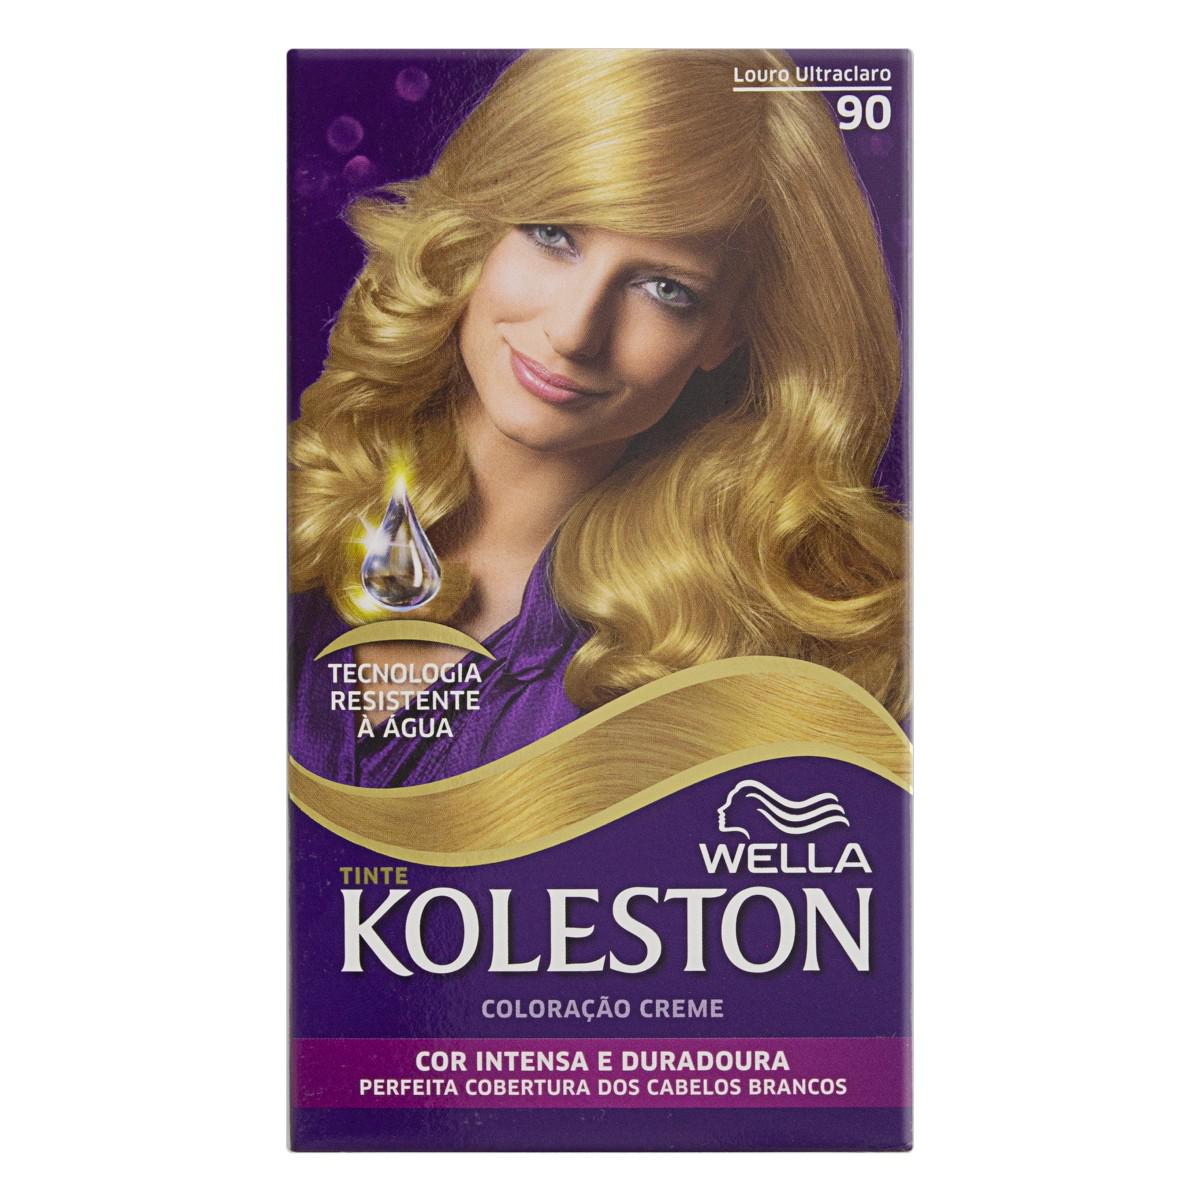 Louro Ultraclaro
90
TECNOLOGIA
RESISTENTE
À ÁGUA
WELLA
TINTE
KOLESTON
COLORAÇÃO CREME
COR INTENSA E DURADOURA
PERFEITA COBERTURA DOS CABELOS BRANCOS